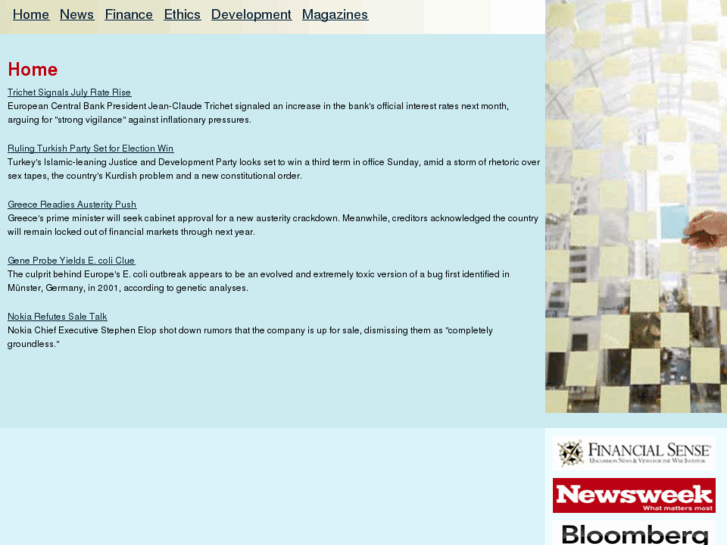 Home News Finance Ethics Development Magazines
Home
Trichet Signals July Rate Rise
European Central Bank President Jean-Claude Trichet signaled an increase in the bank's official interest rates next month,
arguing for "strong vigilance" against inflationary pressures.
Ruling Turkish Party Set for Election Win
Turkey's Islamic-leaning Justice and Development Party looks set to win a third term in office Sunday, amid a storm of rhetoric over
sex tapes, the country's Kurdish problem and a new constitutional order.
Greece Readies Austerity Push
Greece's prime minister will seek cabinet approval for a new austerity crackdown. Meanwhile, creditors acknowledged the country
will remain locked out of financial markets through next year.
Gene Probe Yields E. coli Clue
The culprit behind Europe's E. coli outbreak appears to be an evolved and extremely toxic version of a bug first identified in
Münster, Germany, in 2001, according to genetic analyses.
Nokia Refutes Sale Talk
Nokia Chief Executive Stephen Elop shot down rumors that the company is up for sale, dismissing them as "completely
groundless."
FINANCIAL SENSE
UNCOMMON NEWS & VIEWS FOR THE WISE INVESTOR
Newsweek
What matters most
Bloomberg